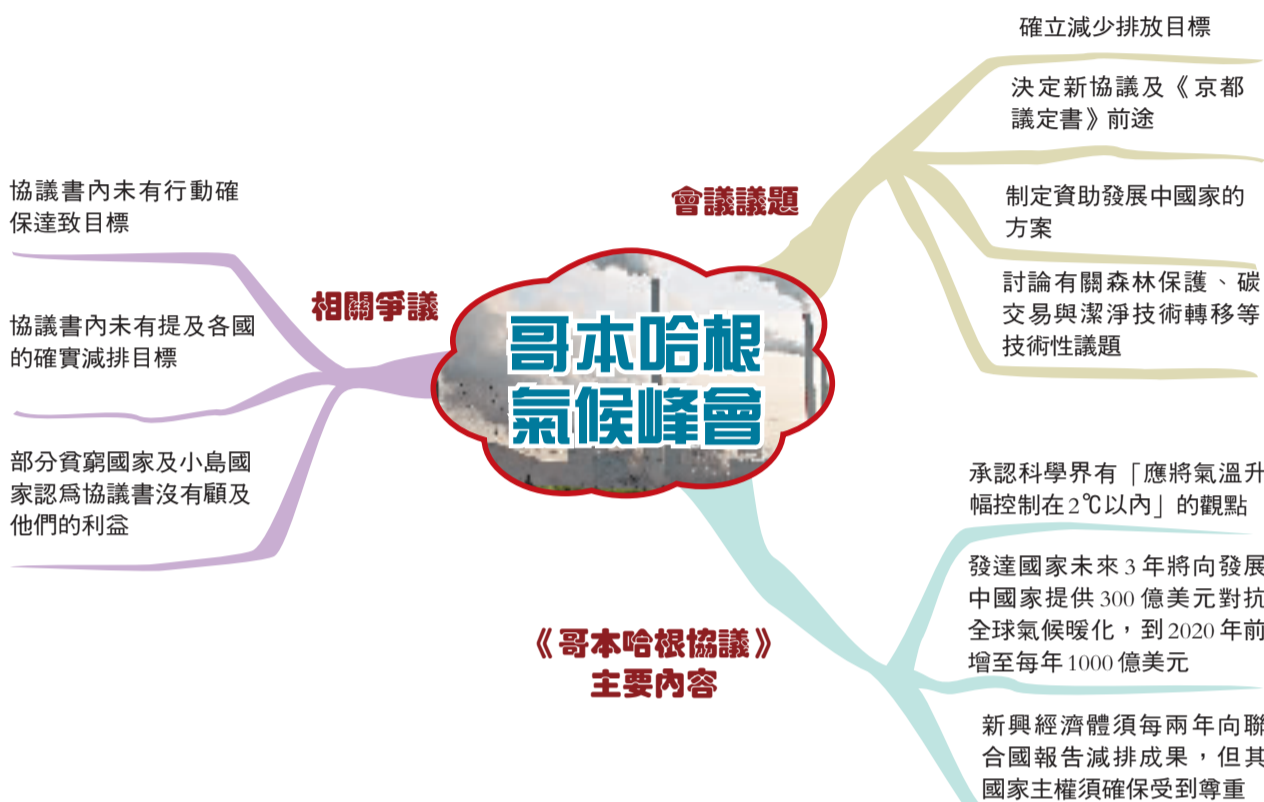 哥本哈根
氣候峰會
會議議題
確立減少排放目標
決定新協議及《京都
議定書》前途
制定資助發展中國家的
方案
討論有關森林保護、碳
交易與潔淨技術轉移等
技術性議題
《哥本哈根協議》
主要內容
承認科學界有「應將氣溫升
幅控制在2℃以內」的觀點
發達國家未來3年將向發展
中國家提供300億美元對抗
全球氣候暖化,到2020年前
增至每年1000億美元
新興經濟體須每兩年向聯
合國報告減排成果,但其
國家主權須確保受到尊重
相關爭議
協議書內未有行動確
保達致目標
協議書內未有提及各國
的確實減排目標
部分貧窮國家及小島國
家認為協議書沒有顧及
他們的利益